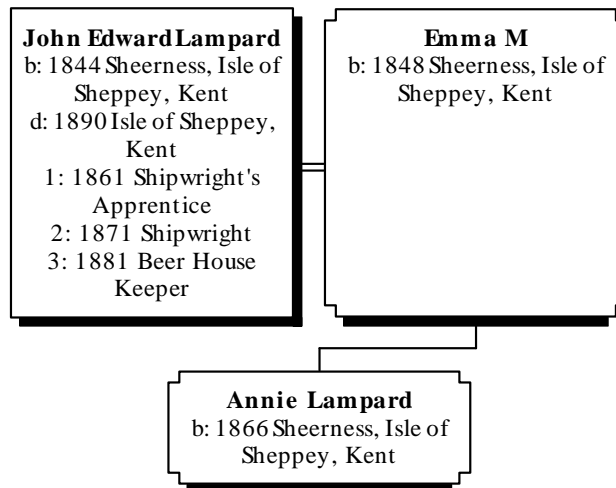 John Edward Lampard
b: 1844 Sheerness, Isle of
Sheppey, Kent
d: 1890 Isle of Sheppey,
Kent
1: 1861 Shipwright's
Apprentice
2: 1871 Shipwright
3: 1881 Beer House
Keeper
Emma M
b: 1848 Sheerness, Isle of
Sheppey, Kent
Annie Lampard
b: 1866 Sheerness, Isle of
Sheppey, Kent